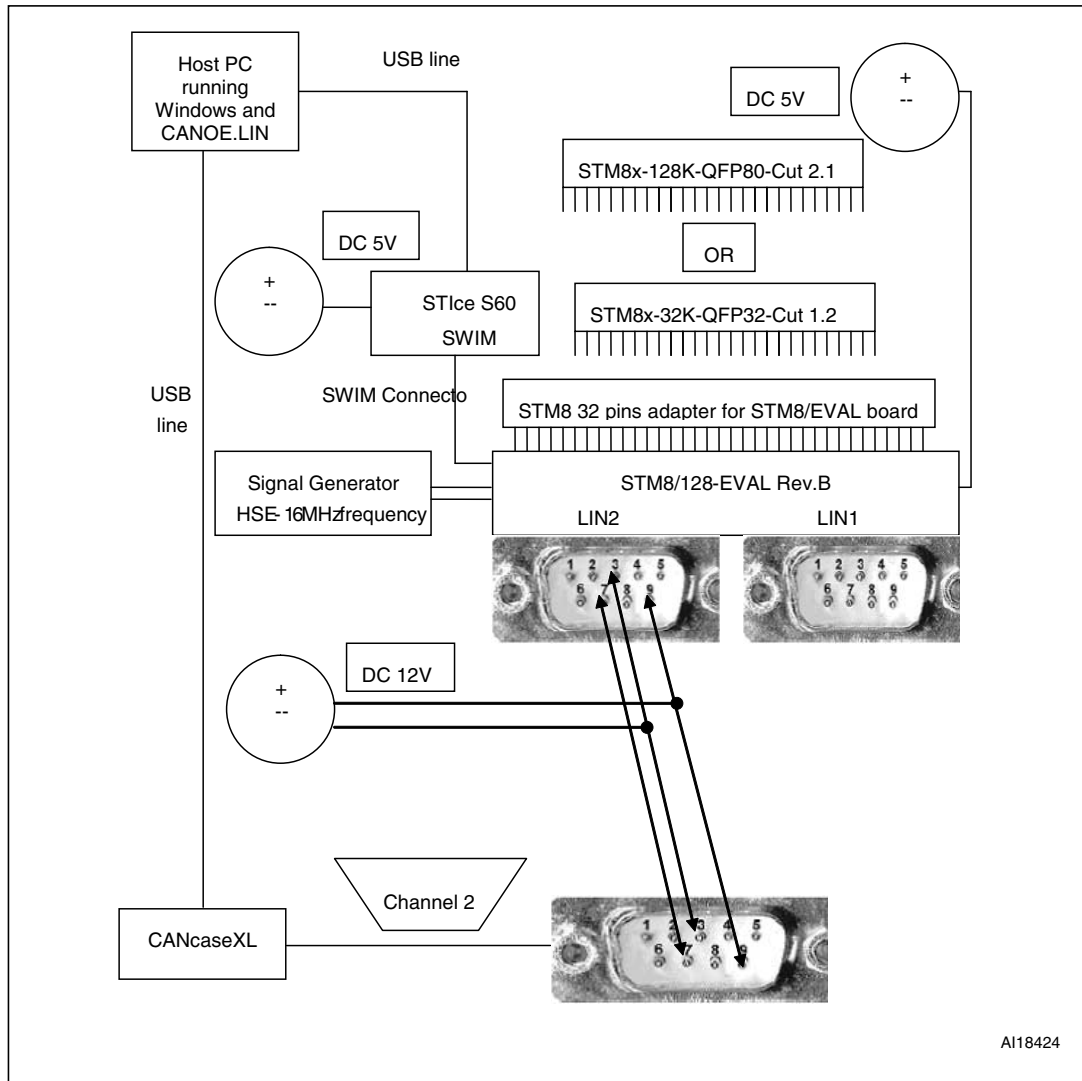 Host PC
running
Windows and
CANOE.LIN
USB line
DC 5V
+
--
STM8x-128K-QFP80-Cut 2.1
OR
STM8x-32K-QFP32-Cut 1.2
DC 5V
+
--
STIce S60
SWIM
USB
line
SWIM Connecto
STM8 32 pins adapter for STM8/EVAL board
Signal Generator
HSE-16MHzfrequency
STM8/128-EVAL Rev.B
LIN2
LIN1
1 2 3 4 5
6 7 8 9
1 2 3 4 5
6 7 8 9
DC 12V
+
--
Channel 2
CANcaseXL
1 2 3 4 5
6 7 8 9
AI18424